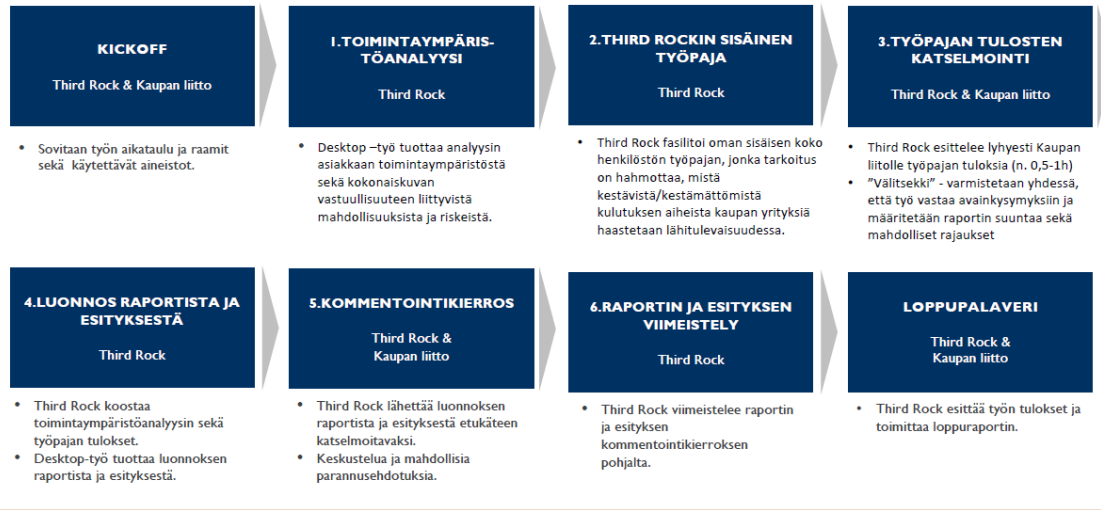 KICKOFF
Third Rock & Kaupan liitto
• Sovitaan työn aikataulu ja raamit
sekä käytettävät aineistot.
1.TOIMINTAYMPÄRIS-
TÖANALYYSI
Third Rock
• Desktop –työ tuottaa analyysin
asiakkaan toimintaympäristöstä
sekä kokonaiskuvan
vastuullisuuteen liittyvistä
mahdollisuuksista ja riskeistä.
2.THIRD ROCKIN SISÄINEN
TYÖPAJA
Third Rock
• Third Rock fasilitoi oman sisäisen koko
henkilöstön työpajan, jonka tarkoitus
on hahmottaa, mistä
kestävistä/kestämättömistä
kulutuksen aiheista kaupan yrityksiä
haastetaan lähitulevaisuudessa.
3.TYÖPAJAN TULOSTEN
KATSELMOINTI
Third Rock & Kaupan liitto
• Third Rock esittelee lyhyesti Kaupan
liitolle työpajan tuloksia (n. 0,5-1h)
• ”Välitsekki” - varmistetaan yhdessä,
että työ vastaa avainkysymyksiin ja
määritetään raportin suuntaa sekä
mahdolliset rajaukset
4.LUONNOS RAPORTISTA JA
ESITYKSESTÄ
Third Rock
• Third Rock koostaa
toimintaympäristöanalyysin sekä
työpajan tulokset.
• Desktop-työ tuottaa luonnoksen
raportista ja esityksestä.
5.KOMMENTOINTIKIERROS
Third Rock &
Kaupan liitto
• Third Rock lähettää luonnoksen
raportista ja esityksestä etukäteen
katselmoitavaksi.
• Keskustelua ja mahdollisia
parannusehdotuksia.
6.RAPORTIN JA ESITYKSEN
VIIMEISTELY
Third Rock
• Third Rock viimeistelee raportin
ja esityksen
kommentointikierroksen
pohjalta.
LOPPUPALAVERI
Third Rock &
Kaupan liitto
• Third Rock esittää työn tulokset ja
toimittaa loppuraportin.